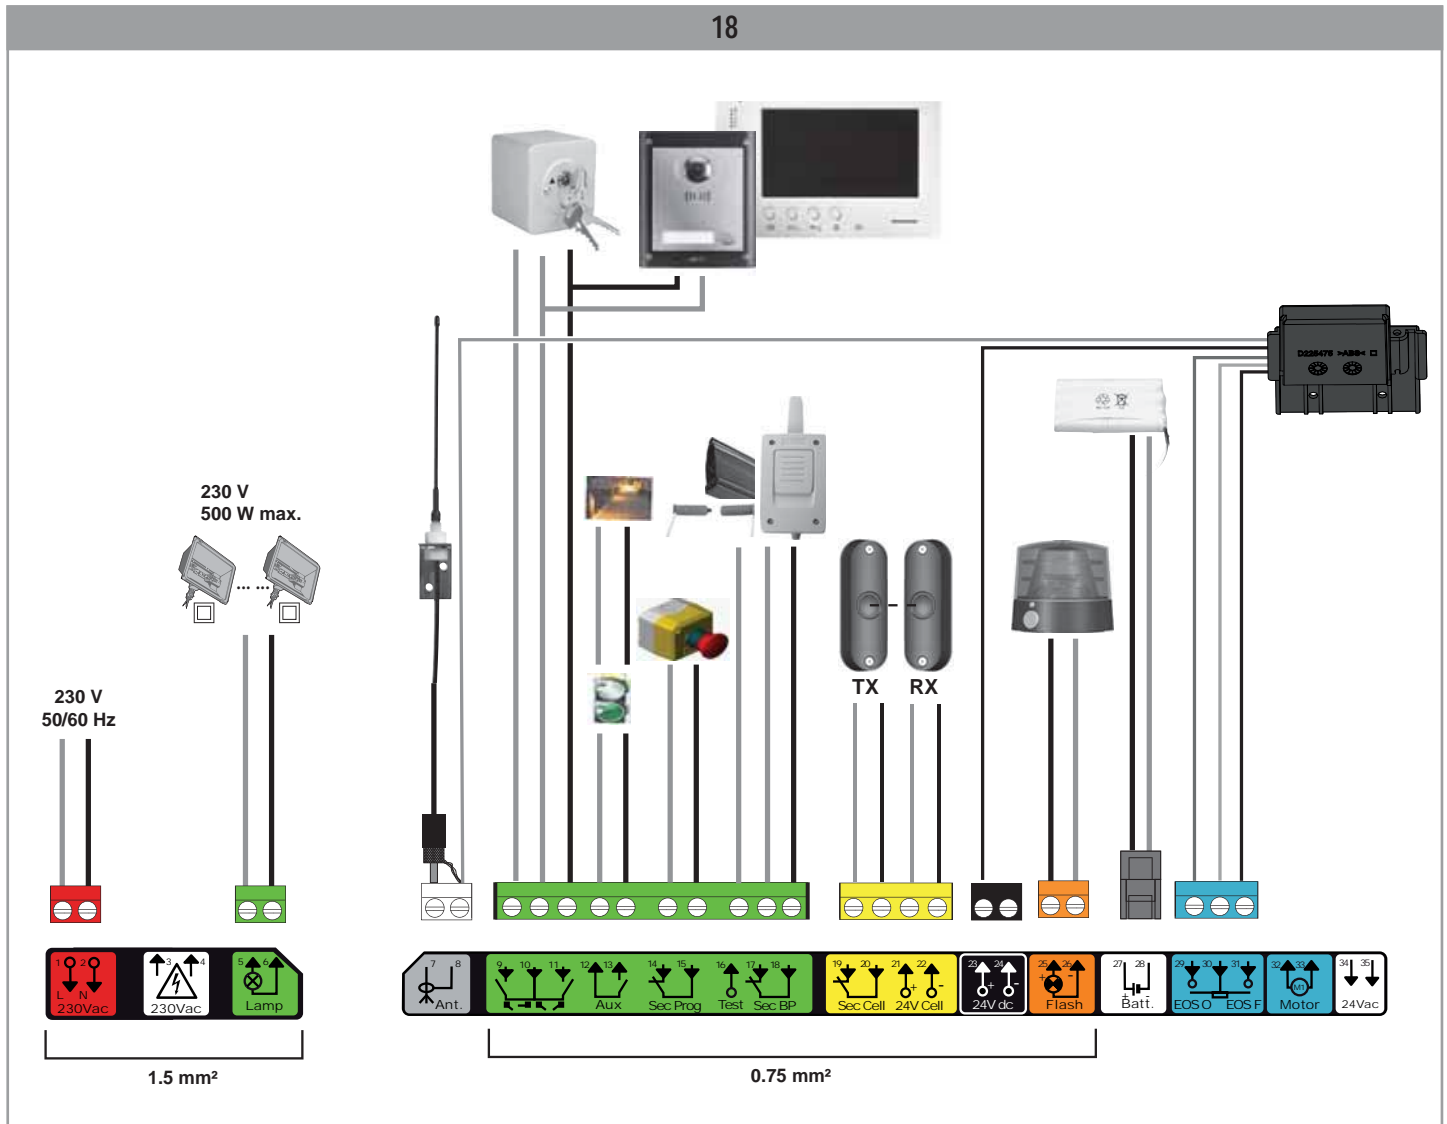 18
230 V
500 W max.
... ...
230 V
50/60 Hz
D225475 >ABS<
TX RX
1 2 3 4 5 6
L N
230Vac 230Vac Lamp
7 8 9 10 11 12 13 14 15 16 17 18 19 20 21 22 23 24 25 26 27 28 29 30 31 32 33 34 35
+ - + - + - + -
M1
Ant. Aux Sec Prog Test Sec BP Sec Cell 24V Cell 24V dc Flash Batt. EOS O EOS F Motor 24Vac
1.5 mm²
0.75 mm²